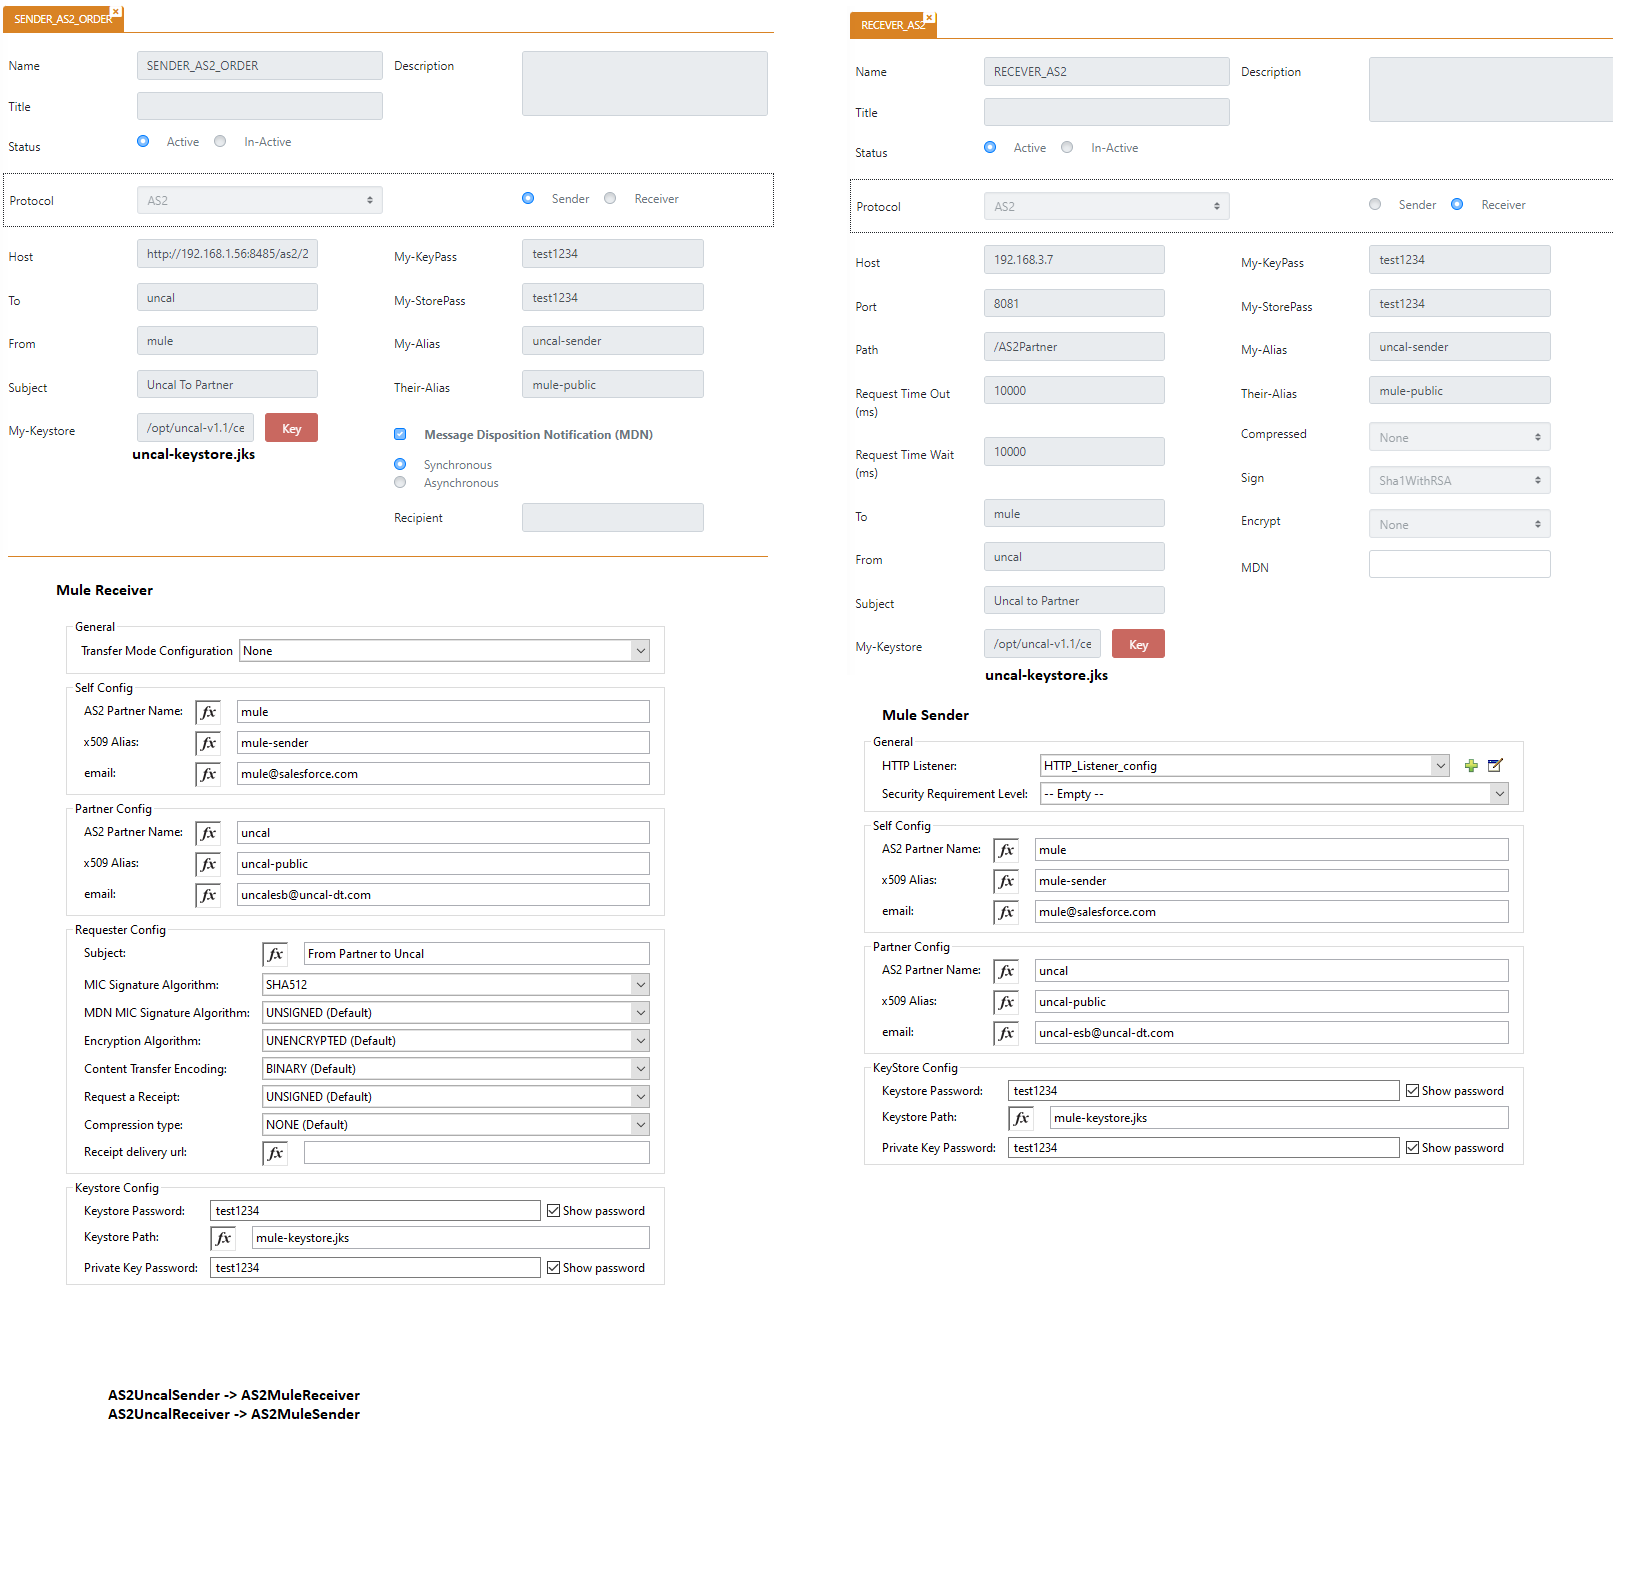 SENDER_AS2_ORDER
Name SENDER_AS2_ORDER Description
Title
Status Active In-Active
Protocol AS2 Sender Receiver
Host http://192.168.1.56:8485/as2/2 My-KeyPass test1234
To uncal My-StorePass test1234
From mule My-Alias uncal-sender
Subject Uncal To Partner Their-Alias mule-public
My-Keystore /opt/uncal-v1.1/ce Key Message Disposition Notification (MDN)
uncal-keystore.jks
Synchronous
Asynchronous
Recipient
Mule Receiver
General
Transfer Mode Configuration None
Self Config
AS2 Partner Name: fx mule
x509 Alias: fx mule-sender
email: fx mule@salesforce.com
Partner Config
AS2 Partner Name: fx uncal
x509 Alias: fx uncal-public
email: fx uncalesb@uncal-dt.com
Requester Config
Subject: fx From Partner to Uncal
MIC Signature Algorithm: SHA512
MDN MIC Signature Algorithm: UNSIGNED (Default)
Encryption Algorithm: UNENCRYPTED (Default)
Content Transfer Encoding: BINARY (Default)
Request a Receipt: UNSIGNED (Default)
Compression type: NONE (Default)
Receipt delivery url: fx
Keystore Config
Keystore Password: test1234 Show password
Keystore Path: fx mule-keystore.jks
Private Key Password: test1234 Show password
AS2UncalSender -> AS2MuleReceiver
AS2UncalReceiver -> AS2MuleSender
RECEVER_AS2
Name RECEVER_AS2 Description
Title
Status Active In-Active
Protocol AS2 Sender Receiver
Host 192.168.3.7 My-KeyPass test1234
Port 8081 My-StorePass test1234
Path /AS2Partner My-Alias uncal-sender
Request Time Out (ms) 10000 Their-Alias mule-public
Compressed None
Request Time Wait (ms) 10000
Sign Sha1WithRSA
To mule Encrypt None
From uncal MDN
Subject Uncal to Partner
My-Keystore /opt/uncal-v1.1/ce Key
uncal-keystore.jks
Mule Sender
General
HTTP Listener: HTTP_Listener_config
Security Requirement Level: -- Empty --
Self Config
AS2 Partner Name: fx mule
x509 Alias: fx mule-sender
email: fx mule@salesforce.com
Partner Config
AS2 Partner Name: fx uncal
x509 Alias: fx uncal-public
email: fx uncal-esb@uncal-dt.com
KeyStore Config
Keystore Password: test1234 Show password
Keystore Path: fx mule-keystore.jks
Private Key Password: test1234 Show password